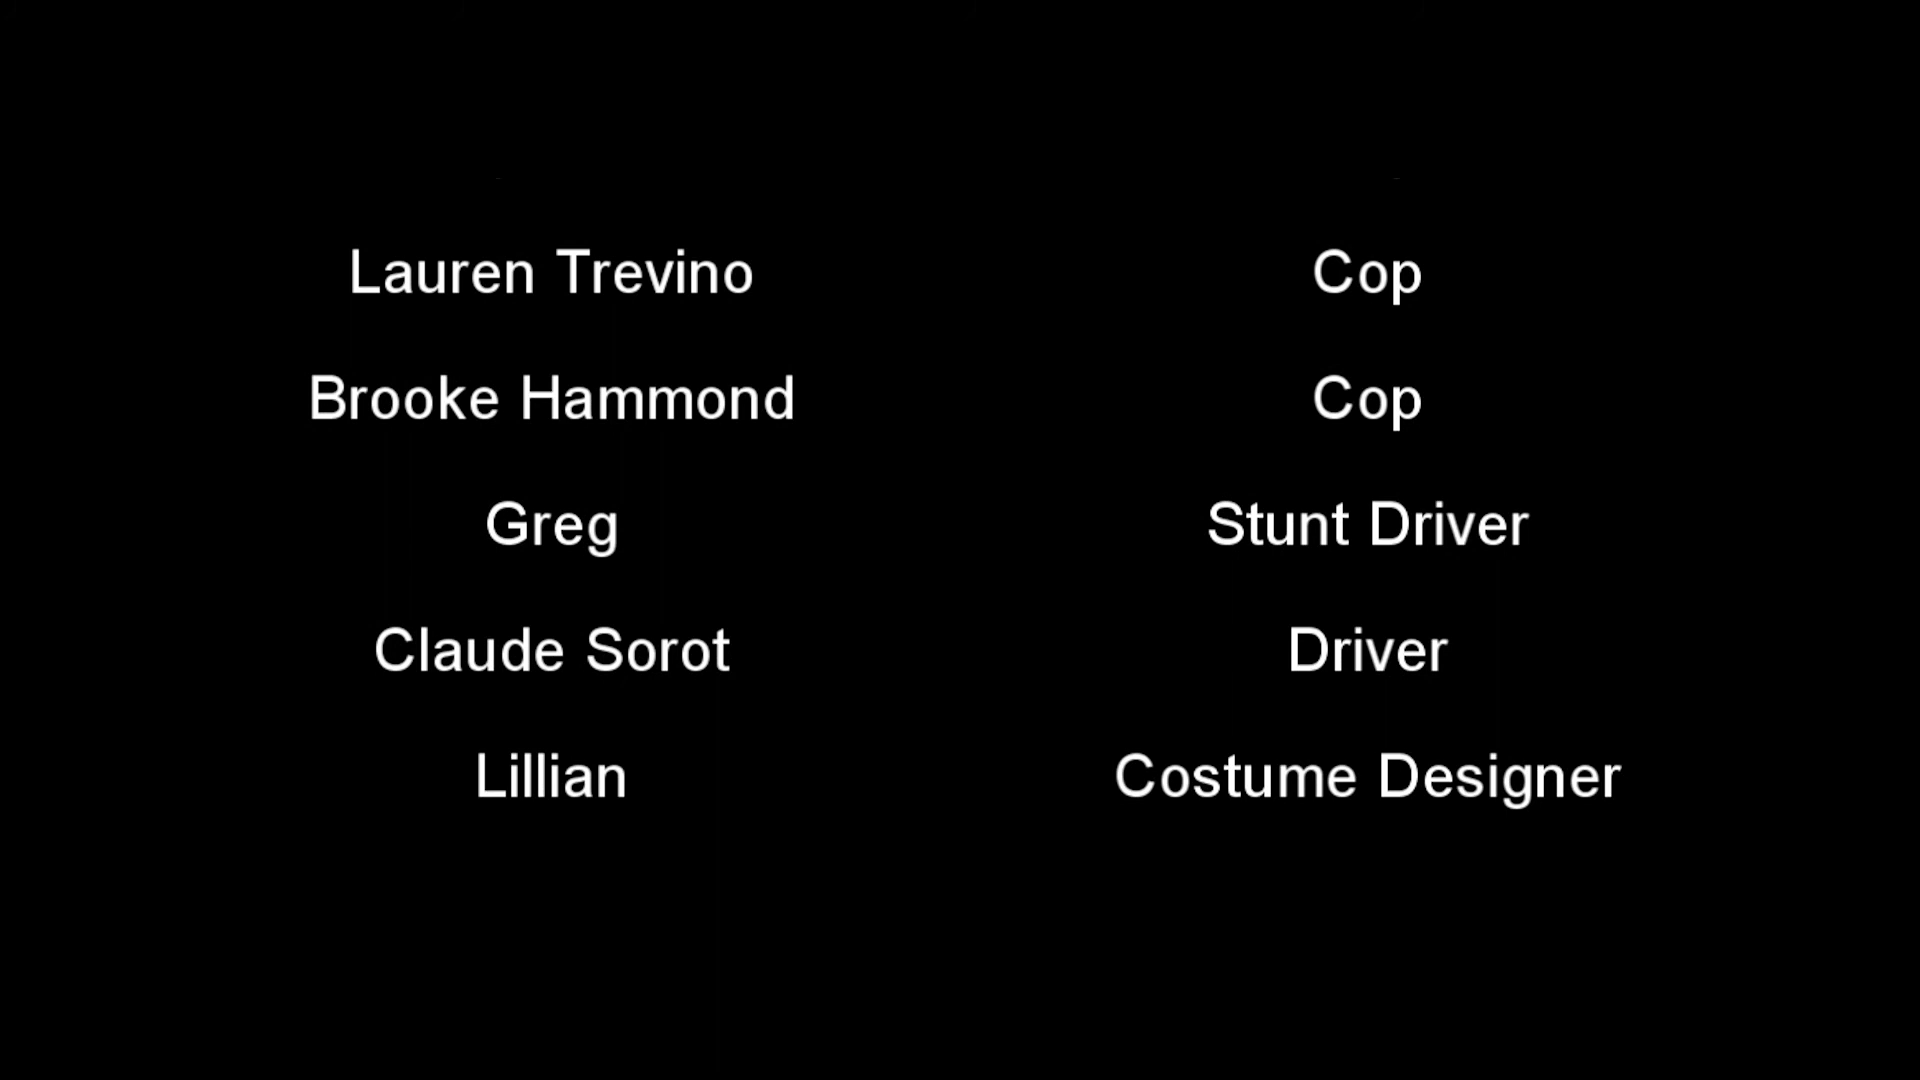 Lauren Trevino Cop
Brooke Hammond Cop
Greg Stunt Driver
Claude Sorot Driver
Lillian Costume Designer